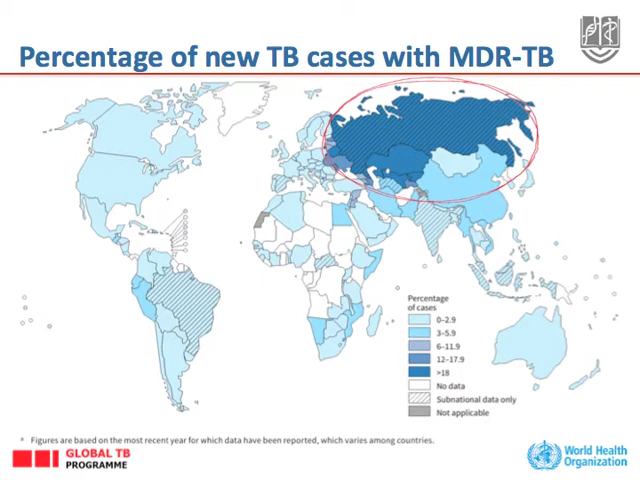 Percentage of new TB cases with MDR-TB
Percentage
of cases
0–2.9
3–5.9
6–11.9
12–17.9
>18
No data
Subnational data only
Not applicable
ª Figures are based on the most recent year for which data have been reported, which varies among countries.
GLOBAL TB
PROGRAMME
World Health
Organization